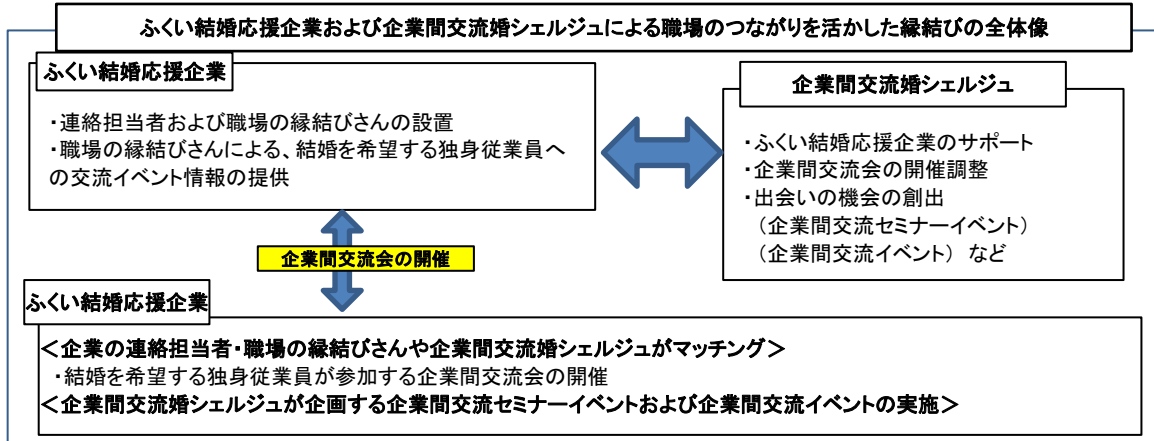 ふくい結婚応援企業および企業間交流婚シェルジュによる職場のつながりを活かした縁結びの全体像
ふくい結婚応援企業
・連絡担当者および職場の縁結びさんの設置
・職場の縁結びさんによる、結婚を希望する独身従業員へ
の交流イベント情報の提供
企業間交流婚シェルジュ
・ふくい結婚応援企業のサポート
・企業間交流会の開催調整
・出会いの機会の創出
（企業間交流セミナーイベント）
（企業間交流イベント） など
企業間交流会の開催
ふくい結婚応援企業
＜企業の連絡担当者・職場の縁結びさんや企業間交流婚シェルジュがマッチング＞
・結婚を希望する独身従業員が参加する企業間交流会の開催
＜企業間交流婚シェルジュが企画する企業間交流セミナーイベントおよび企業間交流イベントの実施＞